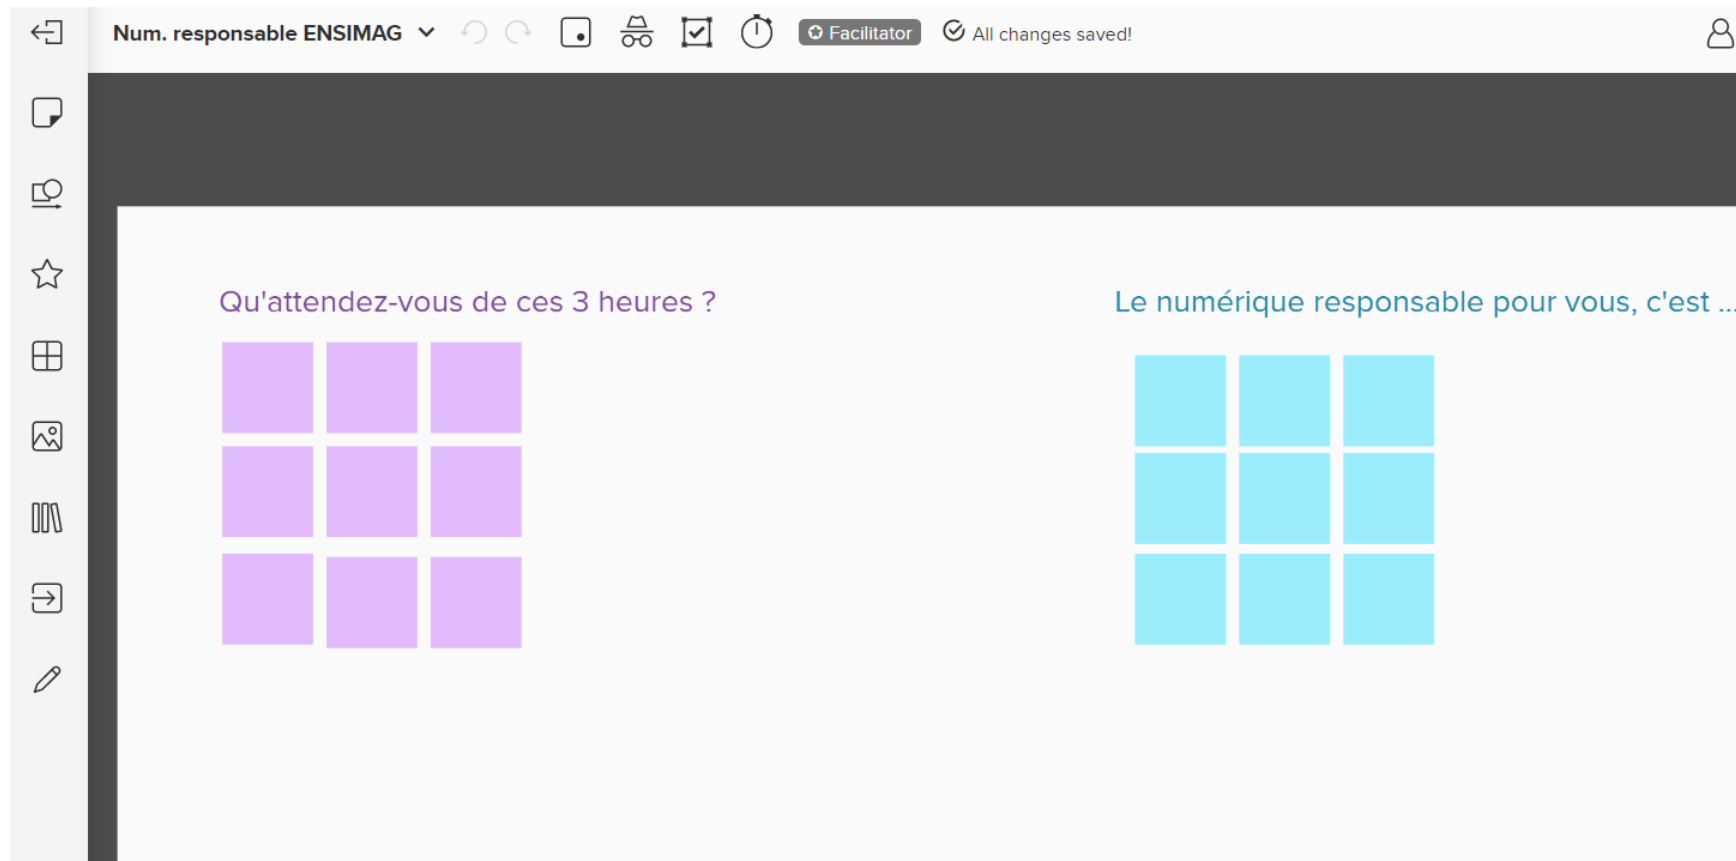 Num. responsable ENSIMAG
Facilitator
All changes saved!
Qu'attendez-vous de ces 3 heures ?
Le numérique responsable pour vous, c'est ...